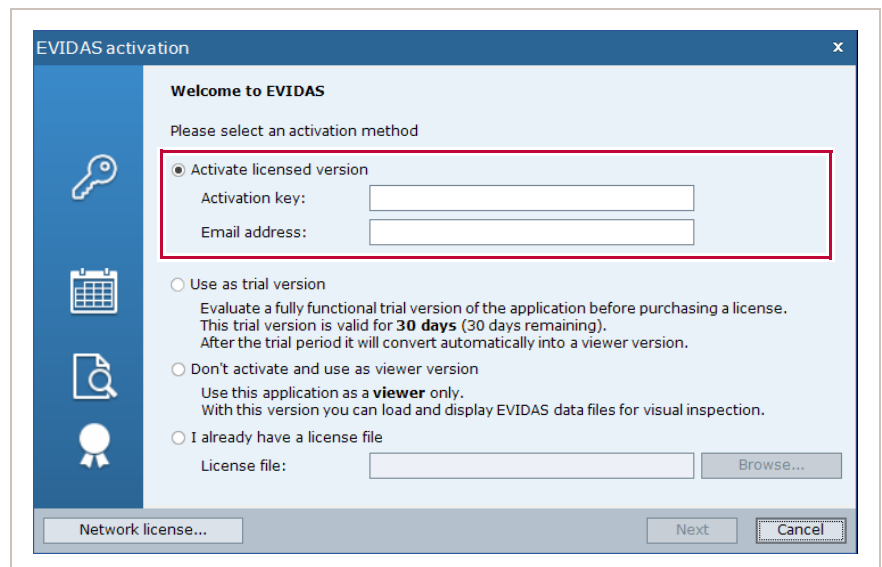 EVIDAS activation
x
Welcome to EVIDAS
Please select an activation method
Activate licensed version
Activation key:
Email address:
Use as trial version
Evaluate a fully functional trial version of the application before purchasing a license.
This trial version is valid for 30 days (30 days remaining).
After the trial period it will convert automatically into a viewer version.
Don't activate and use as viewer version
Use this application as a viewer only.
With this version you can load and display EVIDAS data files for visual inspection.
I already have a license file
License file:
Browse...
Network license...
Next
Cancel